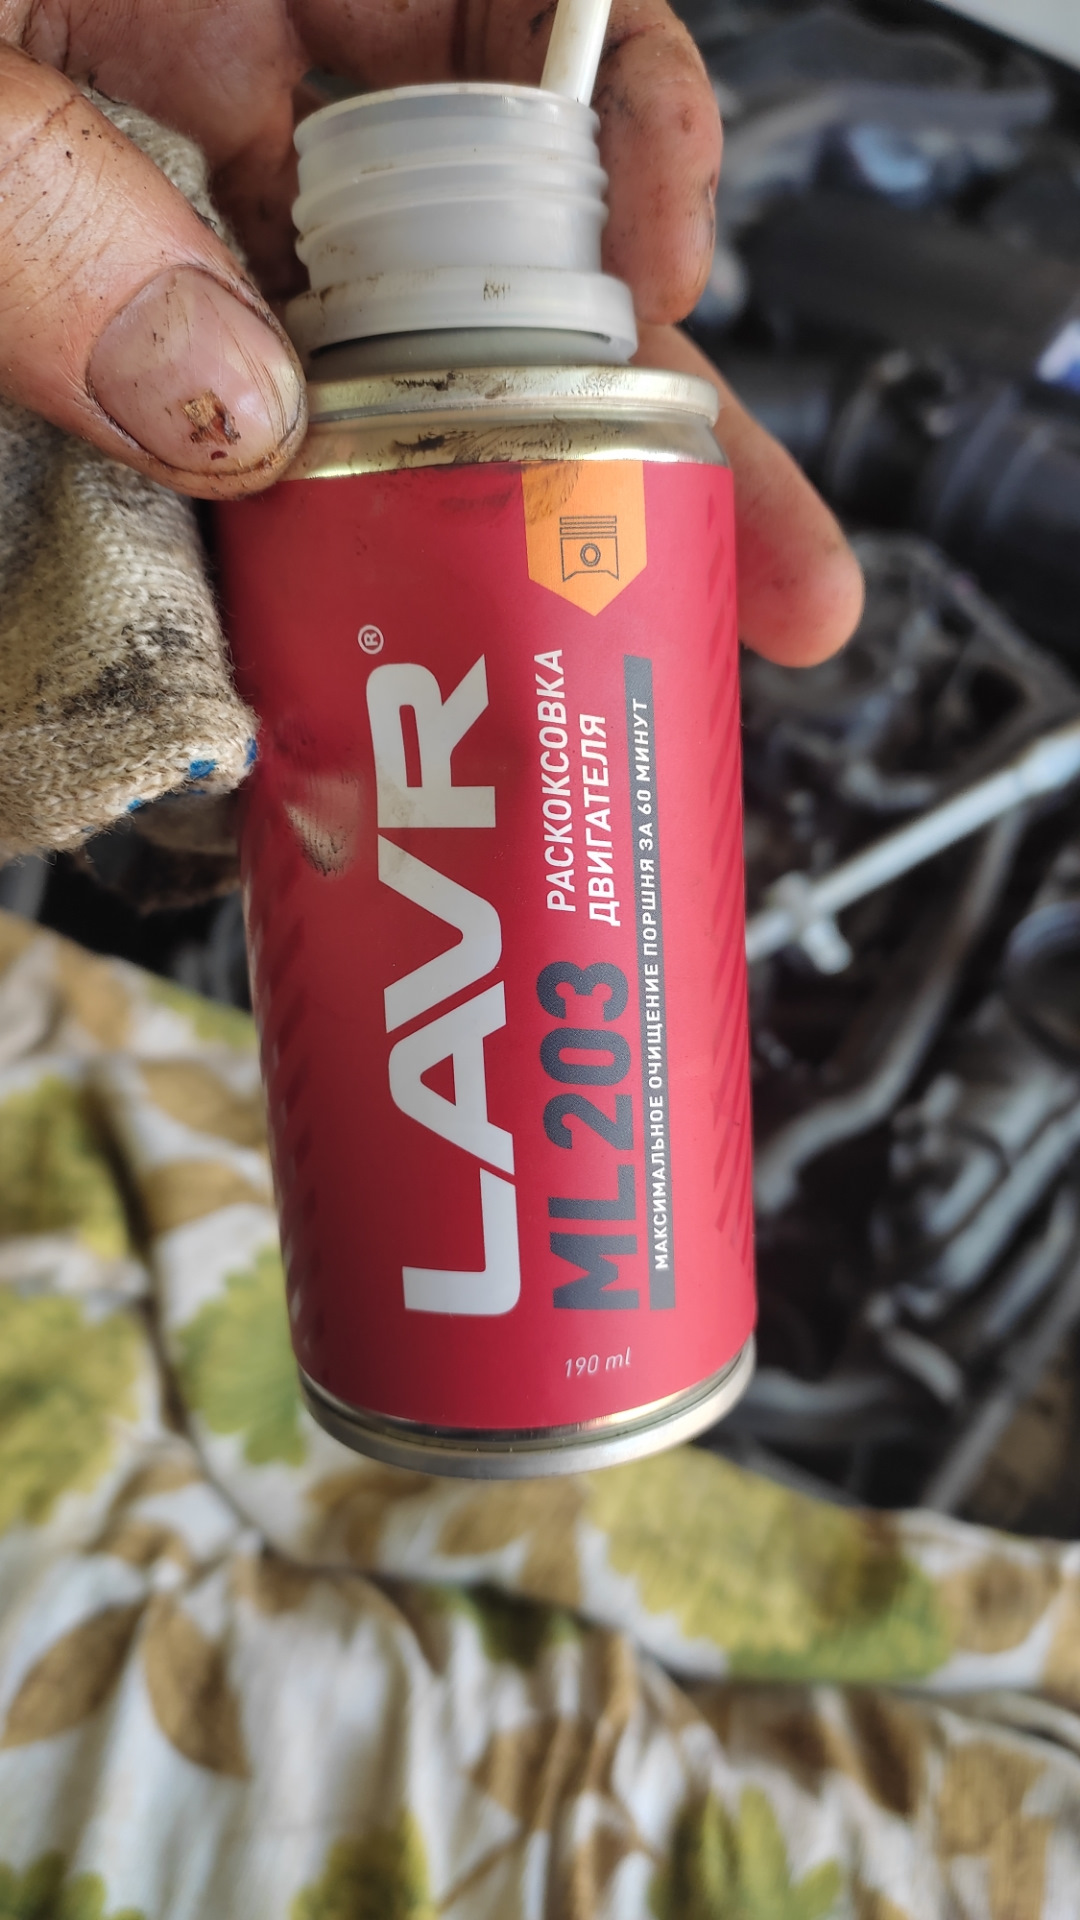 LAVR®
ML203
РАСКОКСОВКА
ДВИГАТЕЛЯ
МАКСИМАЛЬНОЕ ОЧИЩЕНИЕ ПОРШНЯ ЗА 60 МИНУТ
190 ml